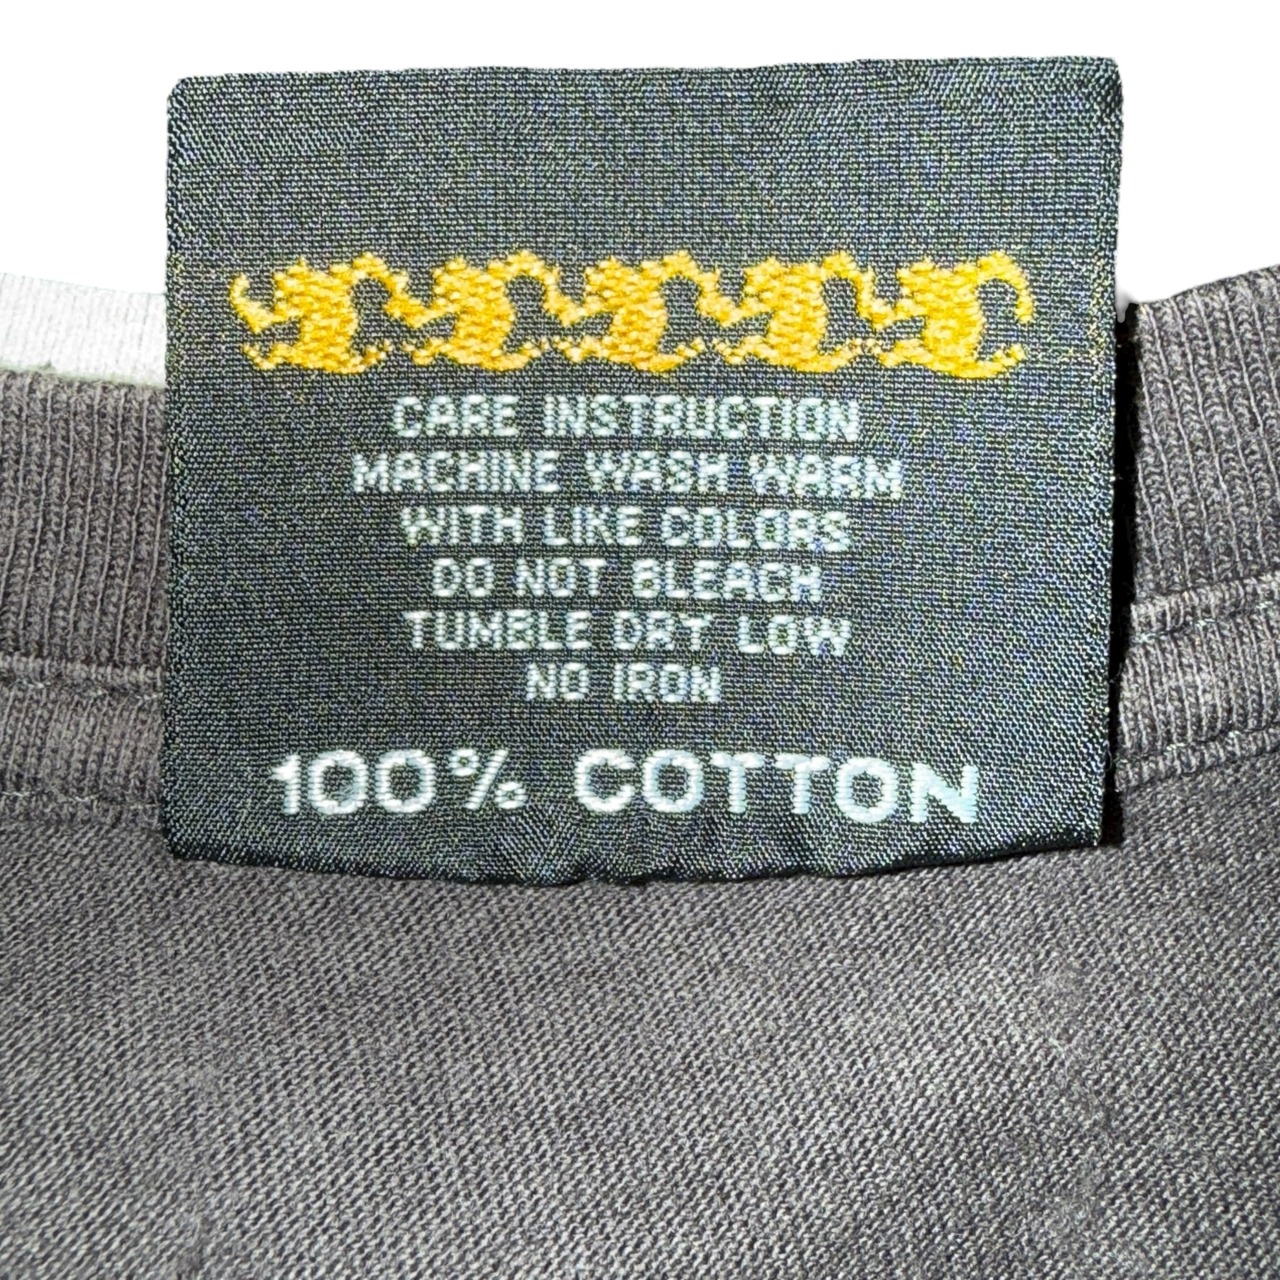 CARE INSTRUCTION
MACHINE WASH WARM
WITH LIKE COLORS
DO NOT BLEACH
TUMBLE DRY LOW
NO IRON
100% COTTON